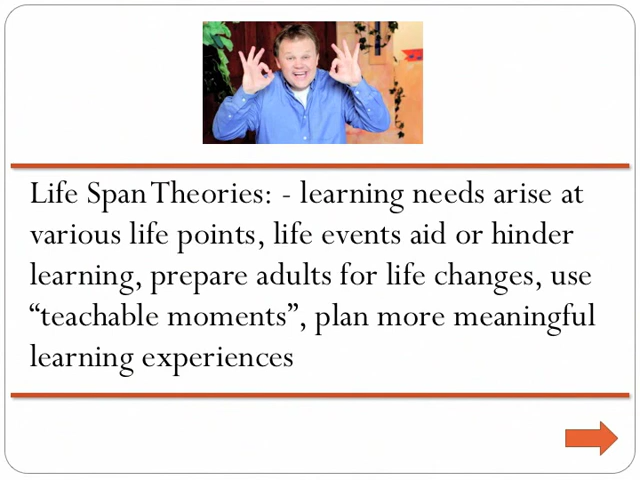 Life Span Theories: - learning needs arise at
various life points, life events aid or hinder
learning, prepare adults for life changes, use
“teachable moments”, plan more meaningful
learning experiences